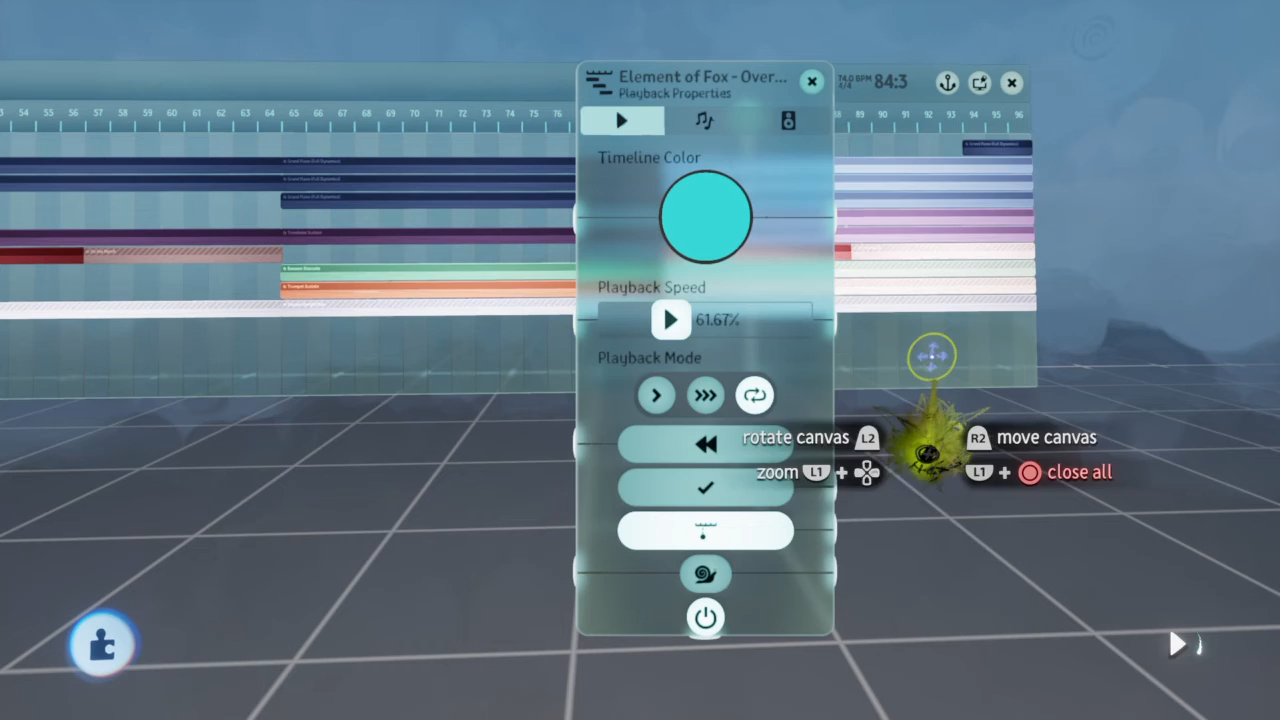 Element of Fox - Over...
Playback Properties
74.0 BPM
4/4
84:3
54 55 56 57 58 59 60 61 62 63 64 65 66 67 68 69 70 71 72 73 74 75 76
89 90 91 92 93 94 95 96
Timeline Color
Playback Speed
61.67%
Playback Mode
rotate canvas L2
R2 move canvas
zoom L1 +
L1 + close all